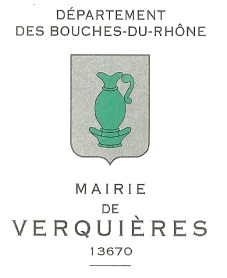 DÉPARTEMENT
DES BOUCHES-DU-RHÔNE
MAIRIE
DE
VERQUIÈRES
13670